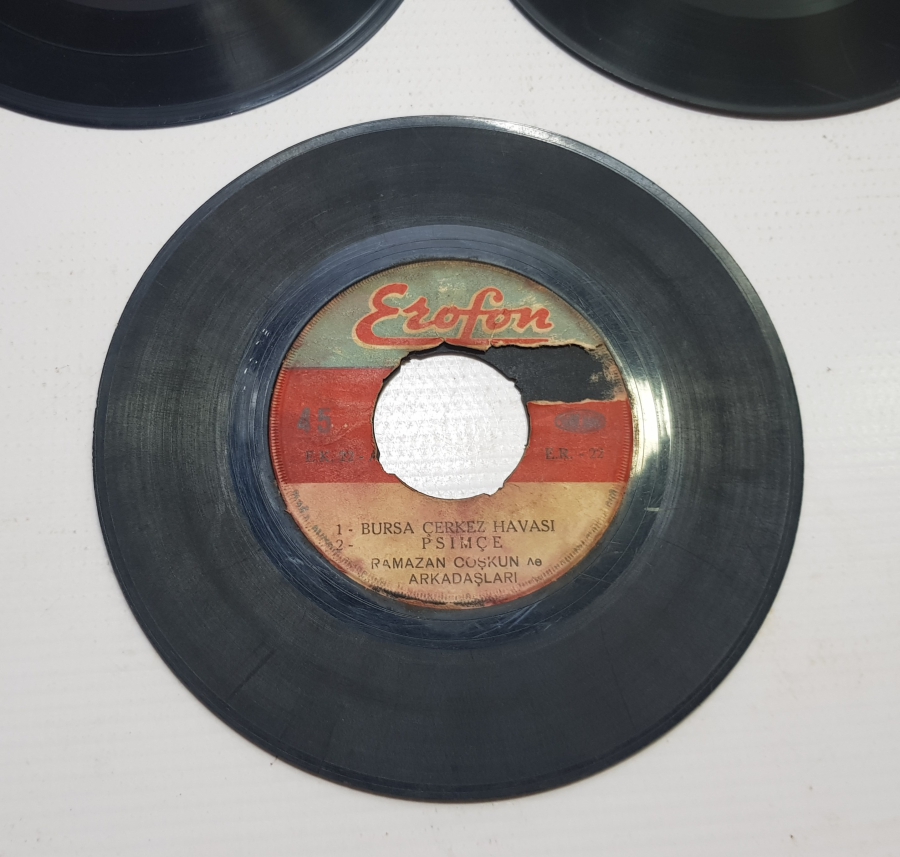 Erofon
45
1 - BURSA ÇERKEZ HAVASI
2 - PSIMÇE
RAMAZAN COŞKUN ve
ARKADAŞLARI